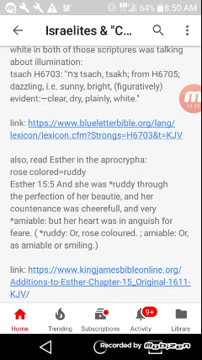 64% 8:50 AM
Israelites & "C...
white in both of those scriptures was talking
about illumination:
tsach H6703: "צַח tsach, tsakh; from H6705;
dazzling, i.e. sunny, bright, (figuratively)
evident:—clear, dry, plainly, white."
link: https://www.blueletterbible.org/lang/
lexicon/lexicon.cfm?Strongs=H6703&t=KJV
also, read Esther in the aprocrypha:
rose colored=ruddy
Esther 15:5 And she was *ruddy through
the perfection of her beautie, and her
countenance was cheerefull, and very
*amiable: but her heart was in anguish for
feare. ( *ruddy: Or, rose coloured. ; amiable: Or,
as amiable or smiling.)
link: https://www.kingjamesbibleonline.org/
Additions-to-Esther-Chapter-15_Original-1611-
KJV/
9+
Home Trending Subscriptions Activity Library